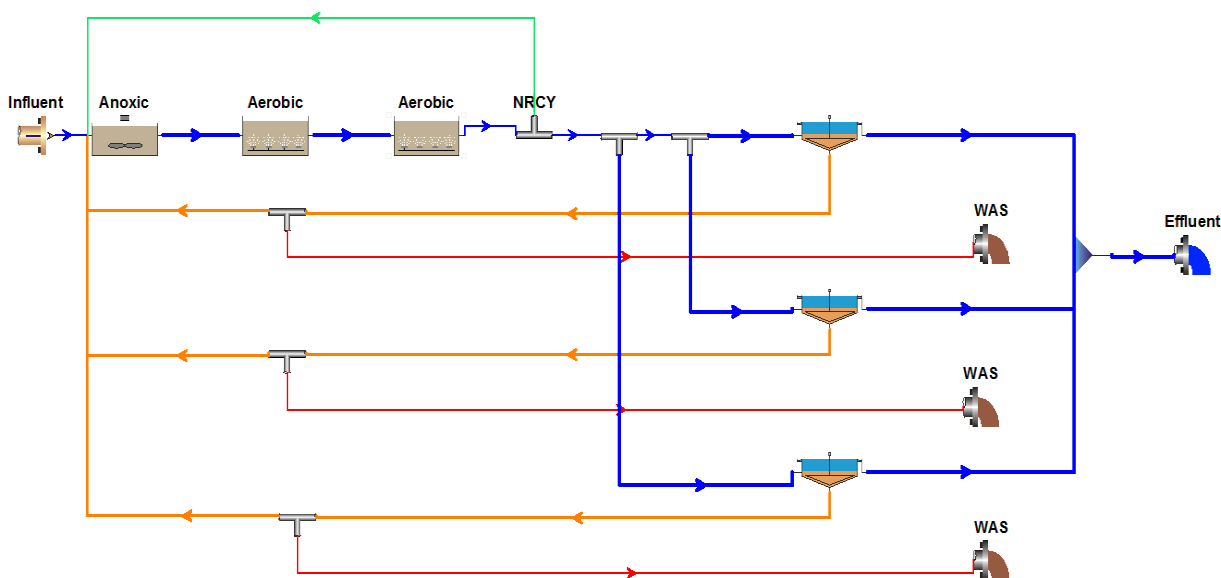 Influent
Anoxic
Aerobic
Aerobic
NRCY
WAS
Effluent
WAS
WAS